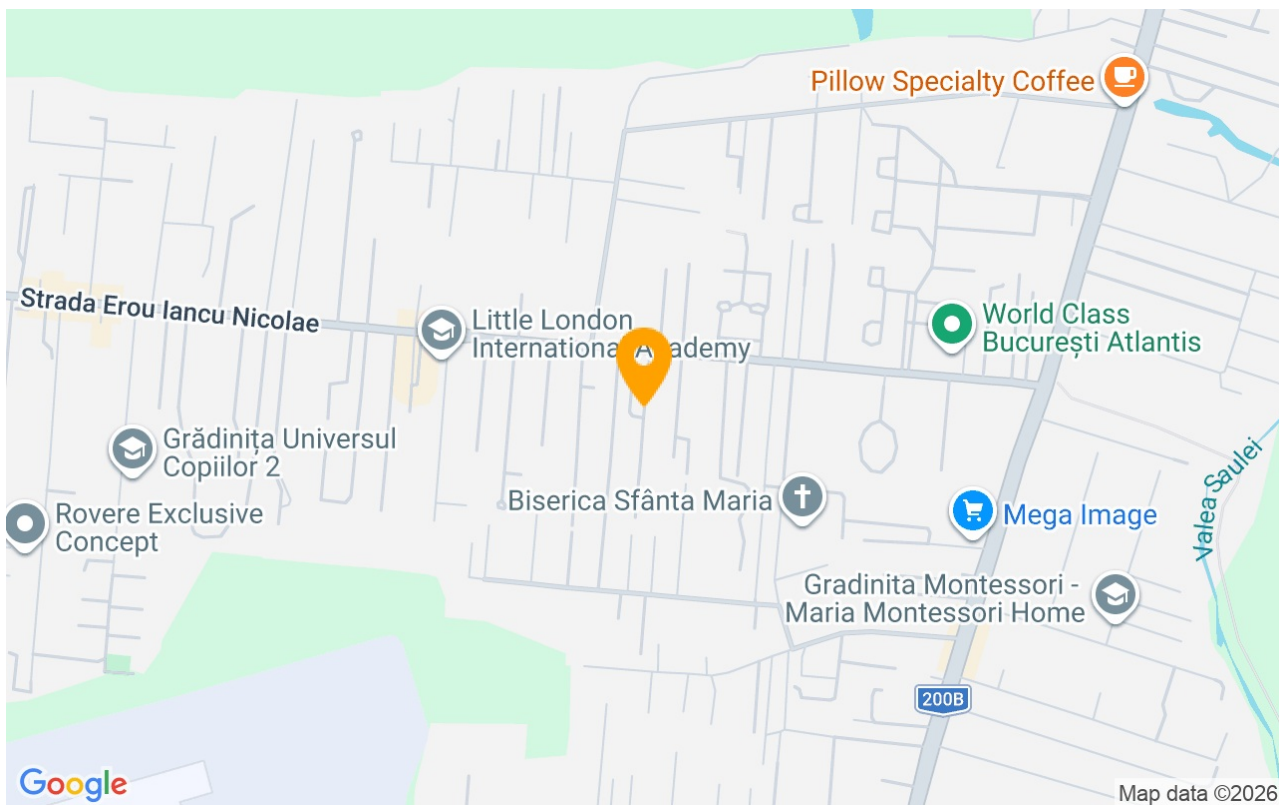 Pillow Specialty Coffee
Strada Erou Iancu Nicolae
Little London
International Academy
World Class
București Atlantis
Grădinița Universul
Copiilor 2
Biserica Sfânta Maria
Rovere Exclusive
Concept
Mega Image
Valea Saulei
Gradinita Montessori -
Maria Montessori Home
200B
Google
Map data ©2026